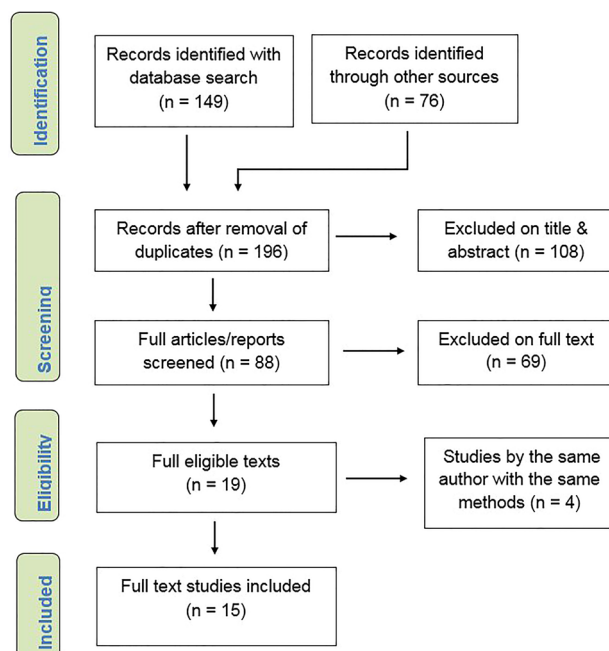 Identification
Records identified with
database search
(n = 149)
Records identified
through other sources
(n = 76)
Screening
Records after removal of
duplicates (n = 196)
Excluded on title &
abstract (n = 108)
Full articles/reports
screened (n = 88)
Excluded on full text
(n = 69)
Eligibility
Full eligible texts
(n = 19)
Studies by the same
author with the same
methods (n = 4)
Included
Full text studies included
(n = 15)